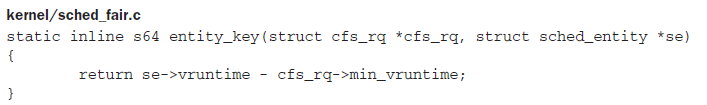 kernel/sched_fair.c
static inline s64 entity_key(struct cfs_rq *cfs_rq, struct sched_entity *se)
{
        return se->vruntime - cfs_rq->min_vruntime;
}